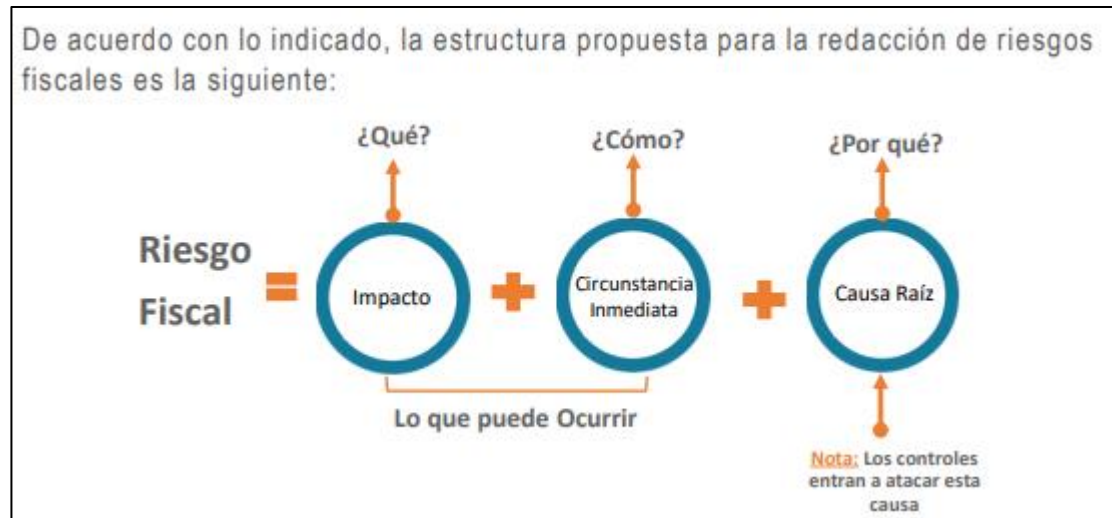 De acuerdo con lo indicado, la estructura propuesta para la redacción de riesgos
fiscales es la siguiente:
¿Qué?
¿Cómo?
¿Por qué?
Riesgo
Fiscal
Impacto
Circunstancia
Inmediata
Causa Raíz
Lo que puede Ocurrir
Nota: Los controles
entran a atacar esta
causa